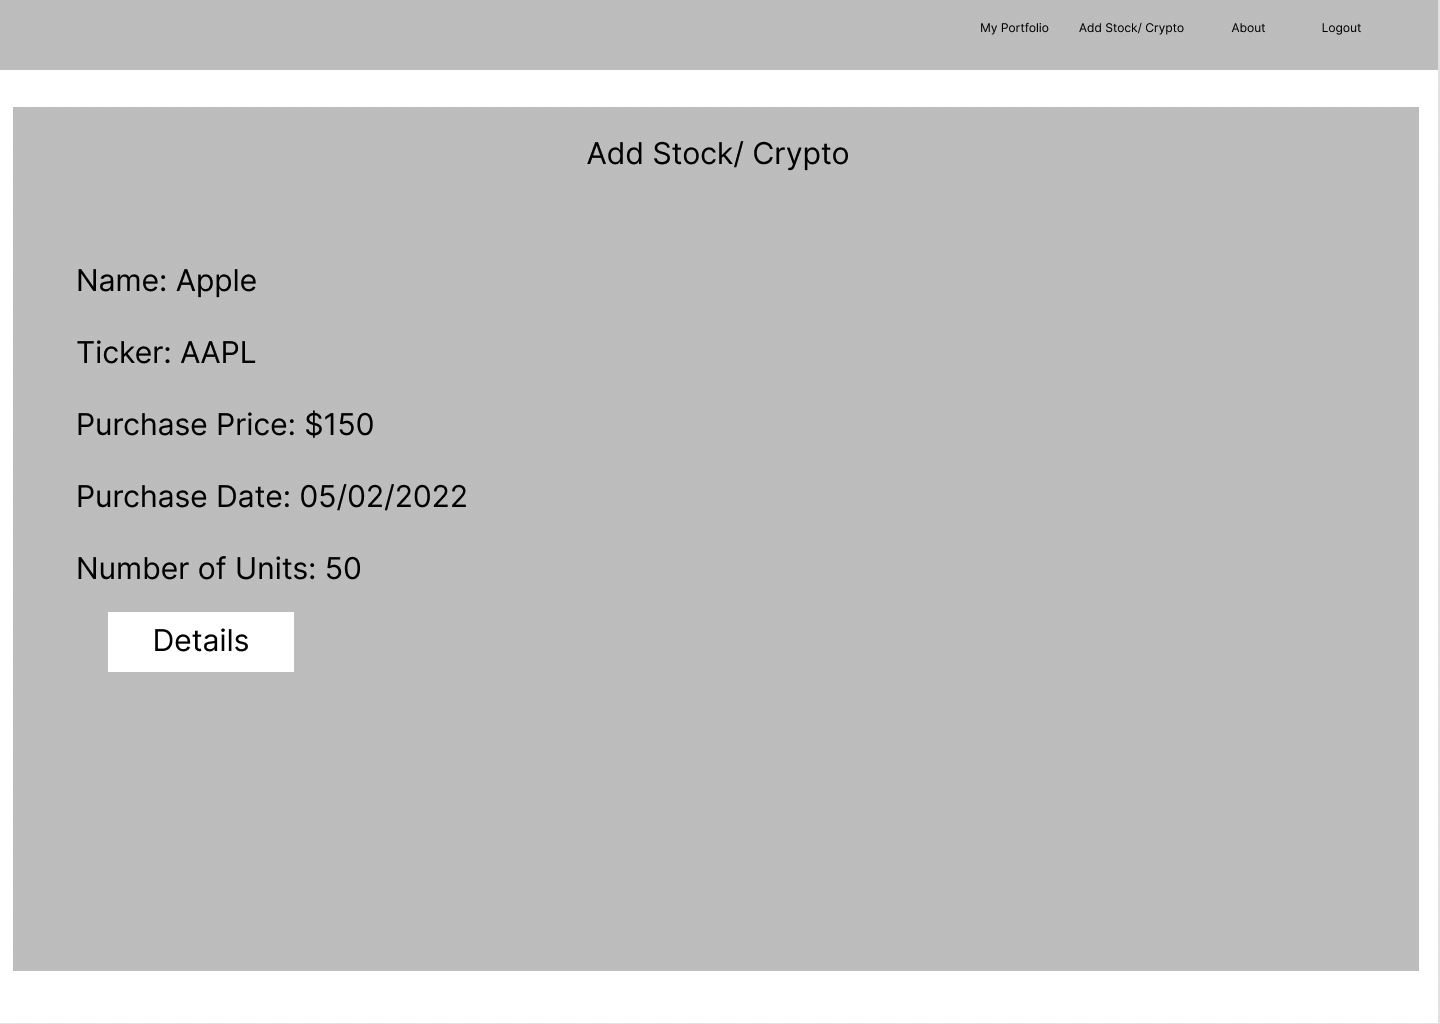 My Portfolio Add Stock/ Crypto About Logout
Add Stock/ Crypto
Name: Apple
Ticker: AAPL
Purchase Price: $150
Purchase Date: 05/02/2022
Number of Units: 50
Details